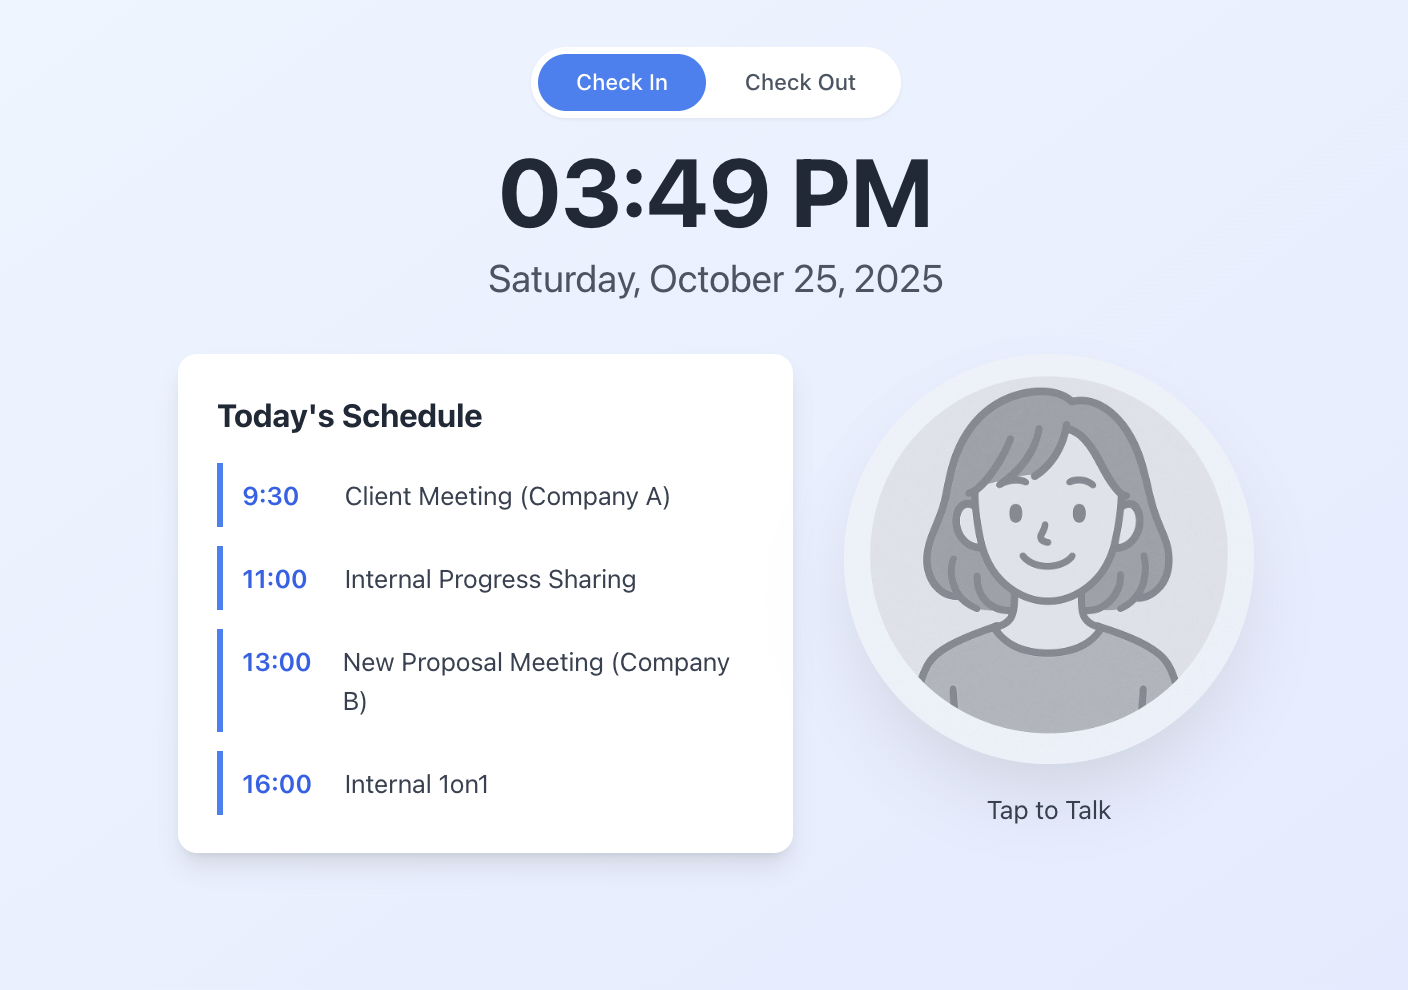 Check In
Check Out
03:49 PM
Saturday, October 25, 2025
Today's Schedule
9:30 Client Meeting (Company A)
11:00 Internal Progress Sharing
13:00 New Proposal Meeting (Company
B)
16:00 Internal 1on1
Tap to Talk